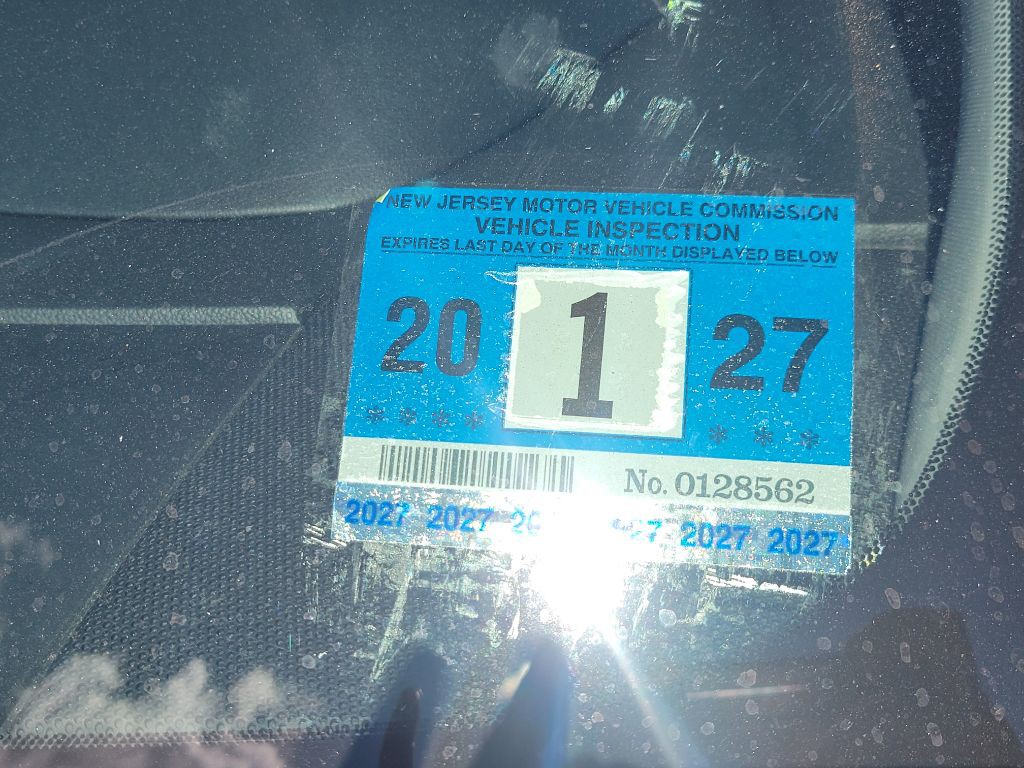 NEW JERSEY MOTOR VEHICLE COMMISSION
VEHICLE INSPECTION
EXPIRES LAST DAY OF THE MONTH DISPLAYED BELOW
20 1 27
**** ***
No. 0128562
2027 2027 2027 2027